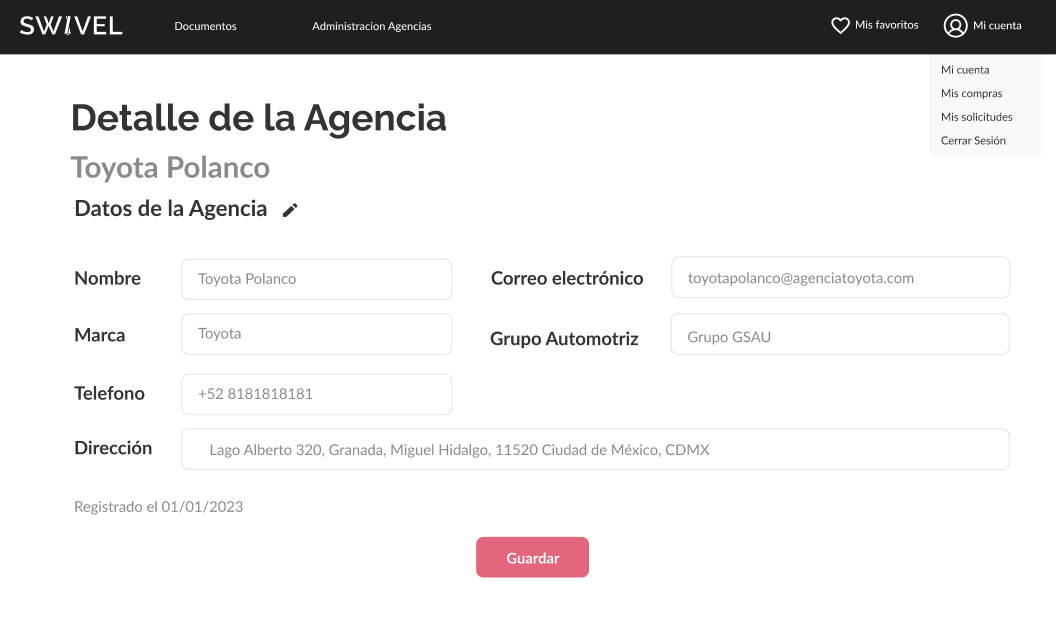 SWIVEL Documentos Administracion Agencias Mis favoritos Mi cuenta
Mi cuenta
Mis compras
Mis solicitudes
Cerrar Sesión
Detalle de la Agencia
Toyota Polanco
Datos de la Agencia
Nombre Toyota Polanco Correo electrónico toyotapolanco@agenciatoyota.com
Marca Toyota Grupo Automotriz Grupo GSAU
Telefono +52 8181818181
Dirección Lago Alberto 320, Granada, Miguel Hidalgo, 11520 Ciudad de México, CDMX
Registrado el 01/01/2023
Guardar